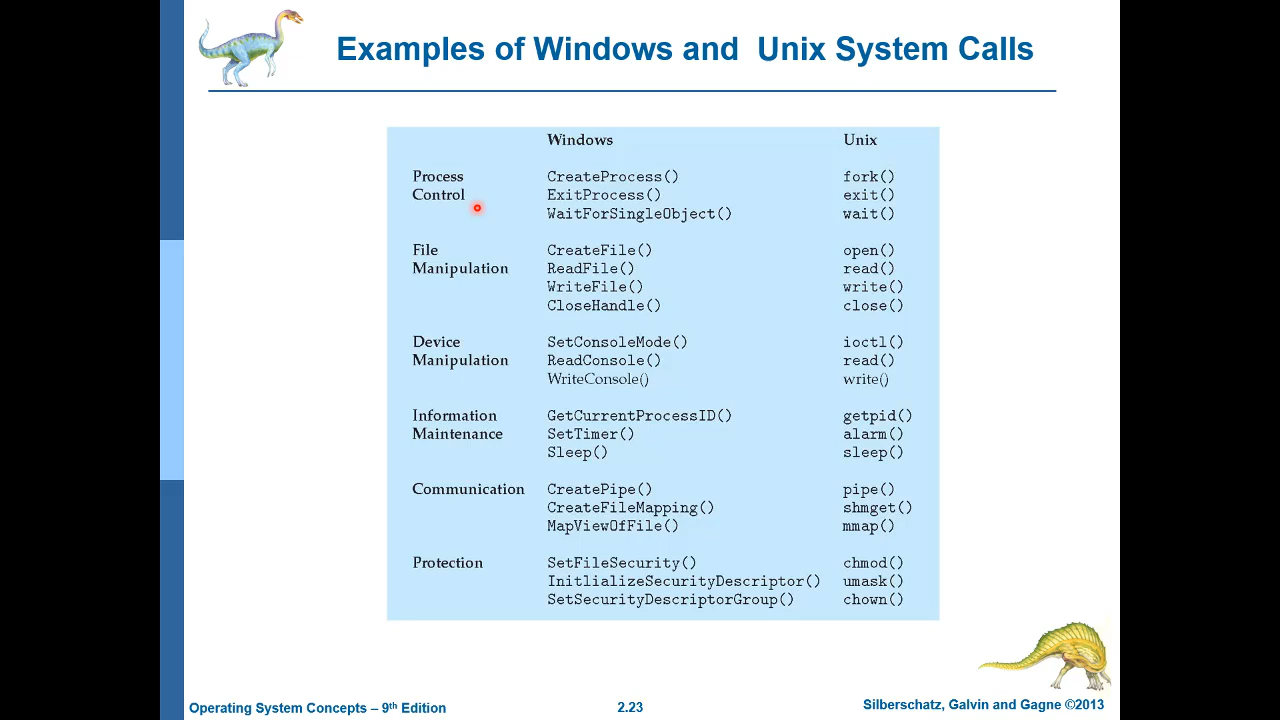 Examples of Windows and  Unix System Calls
Windows Unix
Process CreateProcess() fork()
Control ExitProcess() exit()
WaitForSingleObject() wait()
File CreateFile() open()
Manipulation ReadFile() read()
WriteFile() write()
CloseHandle() close()
Device SetConsoleMode() ioctl()
Manipulation ReadConsole() read()
WriteConsole() write()
Information GetCurrentProcessID() getpid()
Maintenance SetTimer() alarm()
Sleep() sleep()
Communication CreatePipe() pipe()
CreateFileMapping() shmget()
MapViewOfFile() mmap()
Protection SetFileSecurity() chmod()
InitlializeSecurityDescriptor() umask()
SetSecurityDescriptorGroup() chown()
Operating System Concepts – 9th Edition 2.23 Silberschatz, Galvin and Gagne ©2013